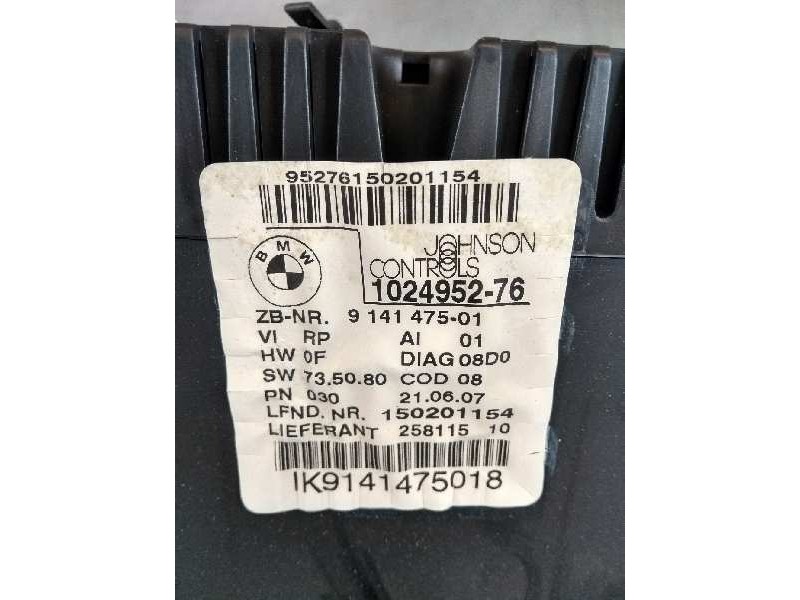 95276150201154
BMW
JOHNSON
CONTROLS
1024952-76
ZB-NR. 9 141 475-01
VI RP AI 01
HW 0F DIAG 08D0
SW 73.50.80 COD 08
PN 030 21.06.07
LFND. NR. 150201154
LIEFERANT 258115 10
IK9141475018